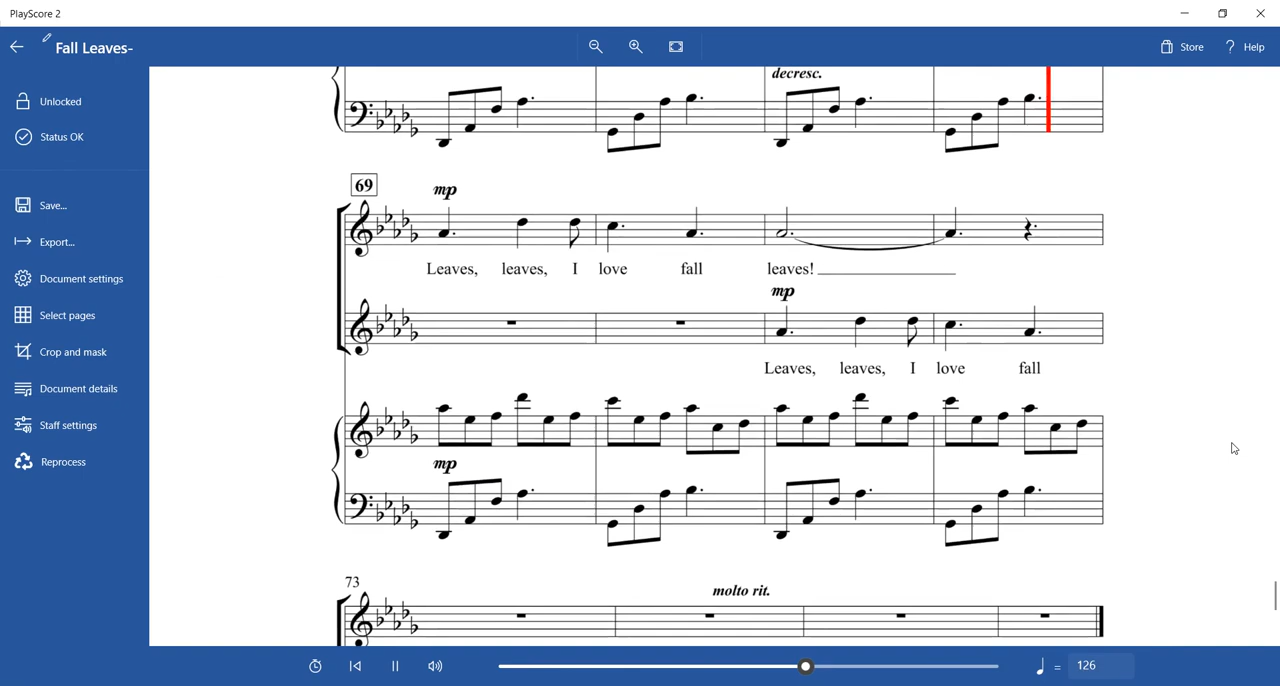 PlayScore 2
Fall Leaves-
Store
Help
Unlocked
Status OK
Save...
Export...
Document settings
Select pages
Crop and mask
Document details
Staff settings
Reprocess
decresc.
69
mp
Leaves, leaves, I love fall leaves!
mp
Leaves, leaves, I love fall
mp
73
molto rit.
= 126